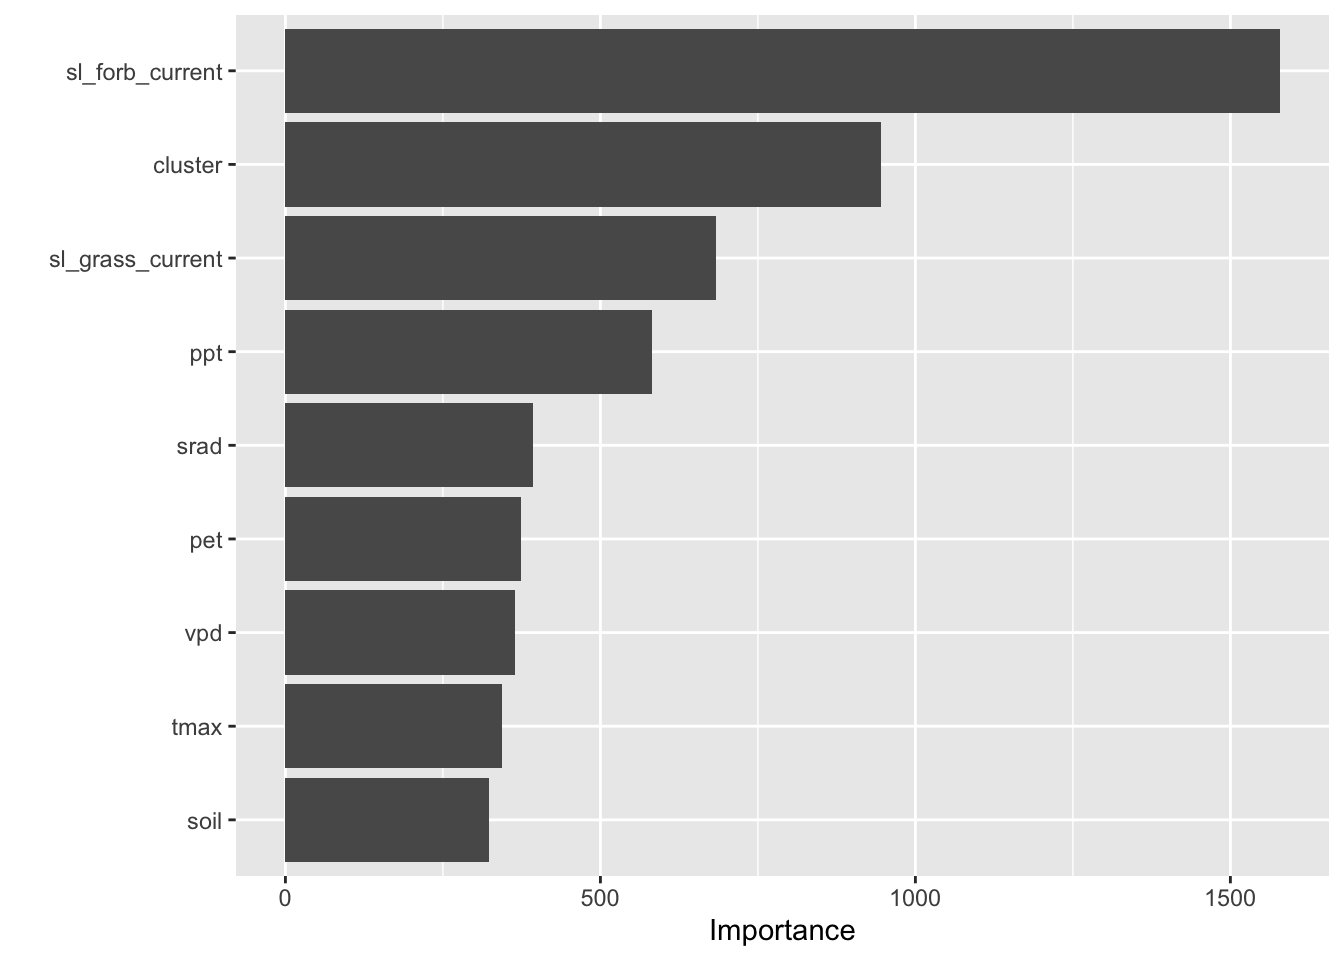 sl_forb_current
cluster
sl_grass_current
ppt
srad
pet
vpd
tmax
soil
0 500 1000 1500
Importance